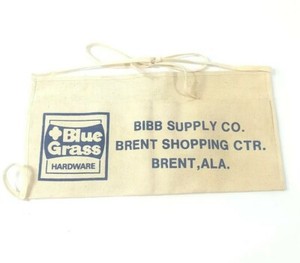 Blue
Grass
HARDWARE
BIBB SUPPLY CO.
BRENT SHOPPING CTR.
BRENT,ALA.